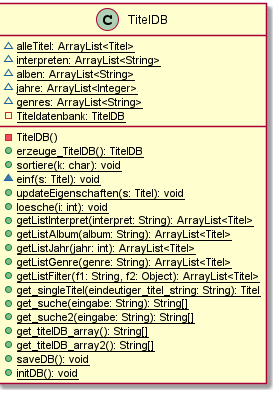 C TitelDB
alleTitel: ArrayList<Titel>
interpreten: ArrayList<String>
alben: ArrayList<String>
jahre: ArrayList<Integer>
genres: ArrayList<String>
Titeldatenbank: TitelDB
TitelDB()
erzeuge_TitelDB(): TitelDB
sortiere(k: char): void
einf(s: Titel): void
updateEigenschaften(s: Titel): void
loesche(i: int): void
getListInterpret(interpret: String): ArrayList<Titel>
getListAlbum(album: String): ArrayList<Titel>
getListJahr(jahr: int): ArrayList<Titel>
getListGenre(genre: String): ArrayList<Titel>
getListFilter(f1: String, f2: Object): ArrayList<Titel>
get_singleTitel(eindeutiger_titel_string: String): Titel
get_suche(eingabe: String): String[]
get_suche2(eingabe: String): String[]
get_titelDB_array(): String[]
get_titelDB_array2(): String[]
saveDB(): void
initDB(): void